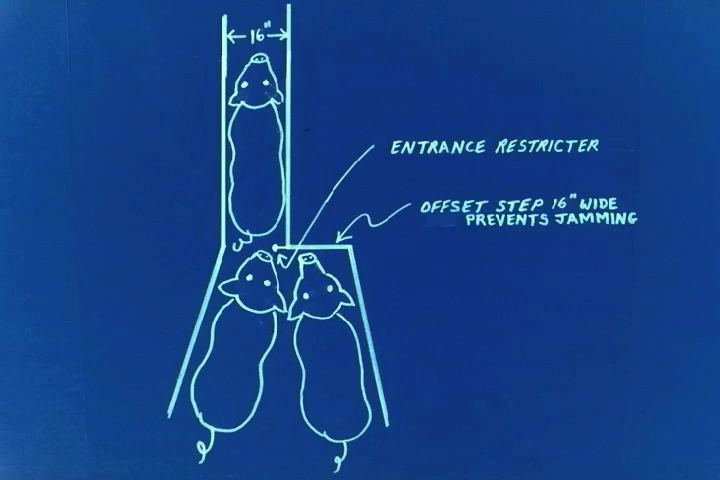 16"
ENTRANCE RESTRICTER
OFFSET STEP 16" WIDE
PREVENTS JAMMING